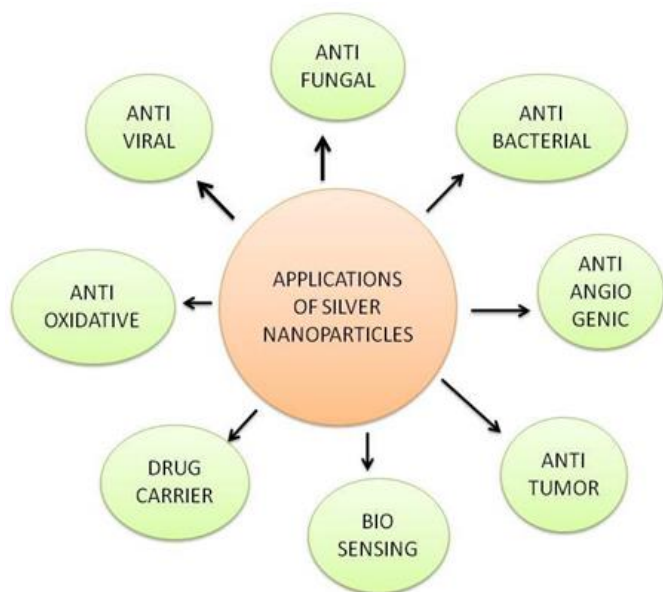 ANTI
FUNGAL
ANTI
VIRAL
ANTI
BACTERIAL
ANTI
OXIDATIVE
APPLICATIONS
OF SILVER
NANOPARTICLES
ANTI
ANGIO
GENIC
DRUG
CARRIER
BIO
SENSING
ANTI
TUMOR